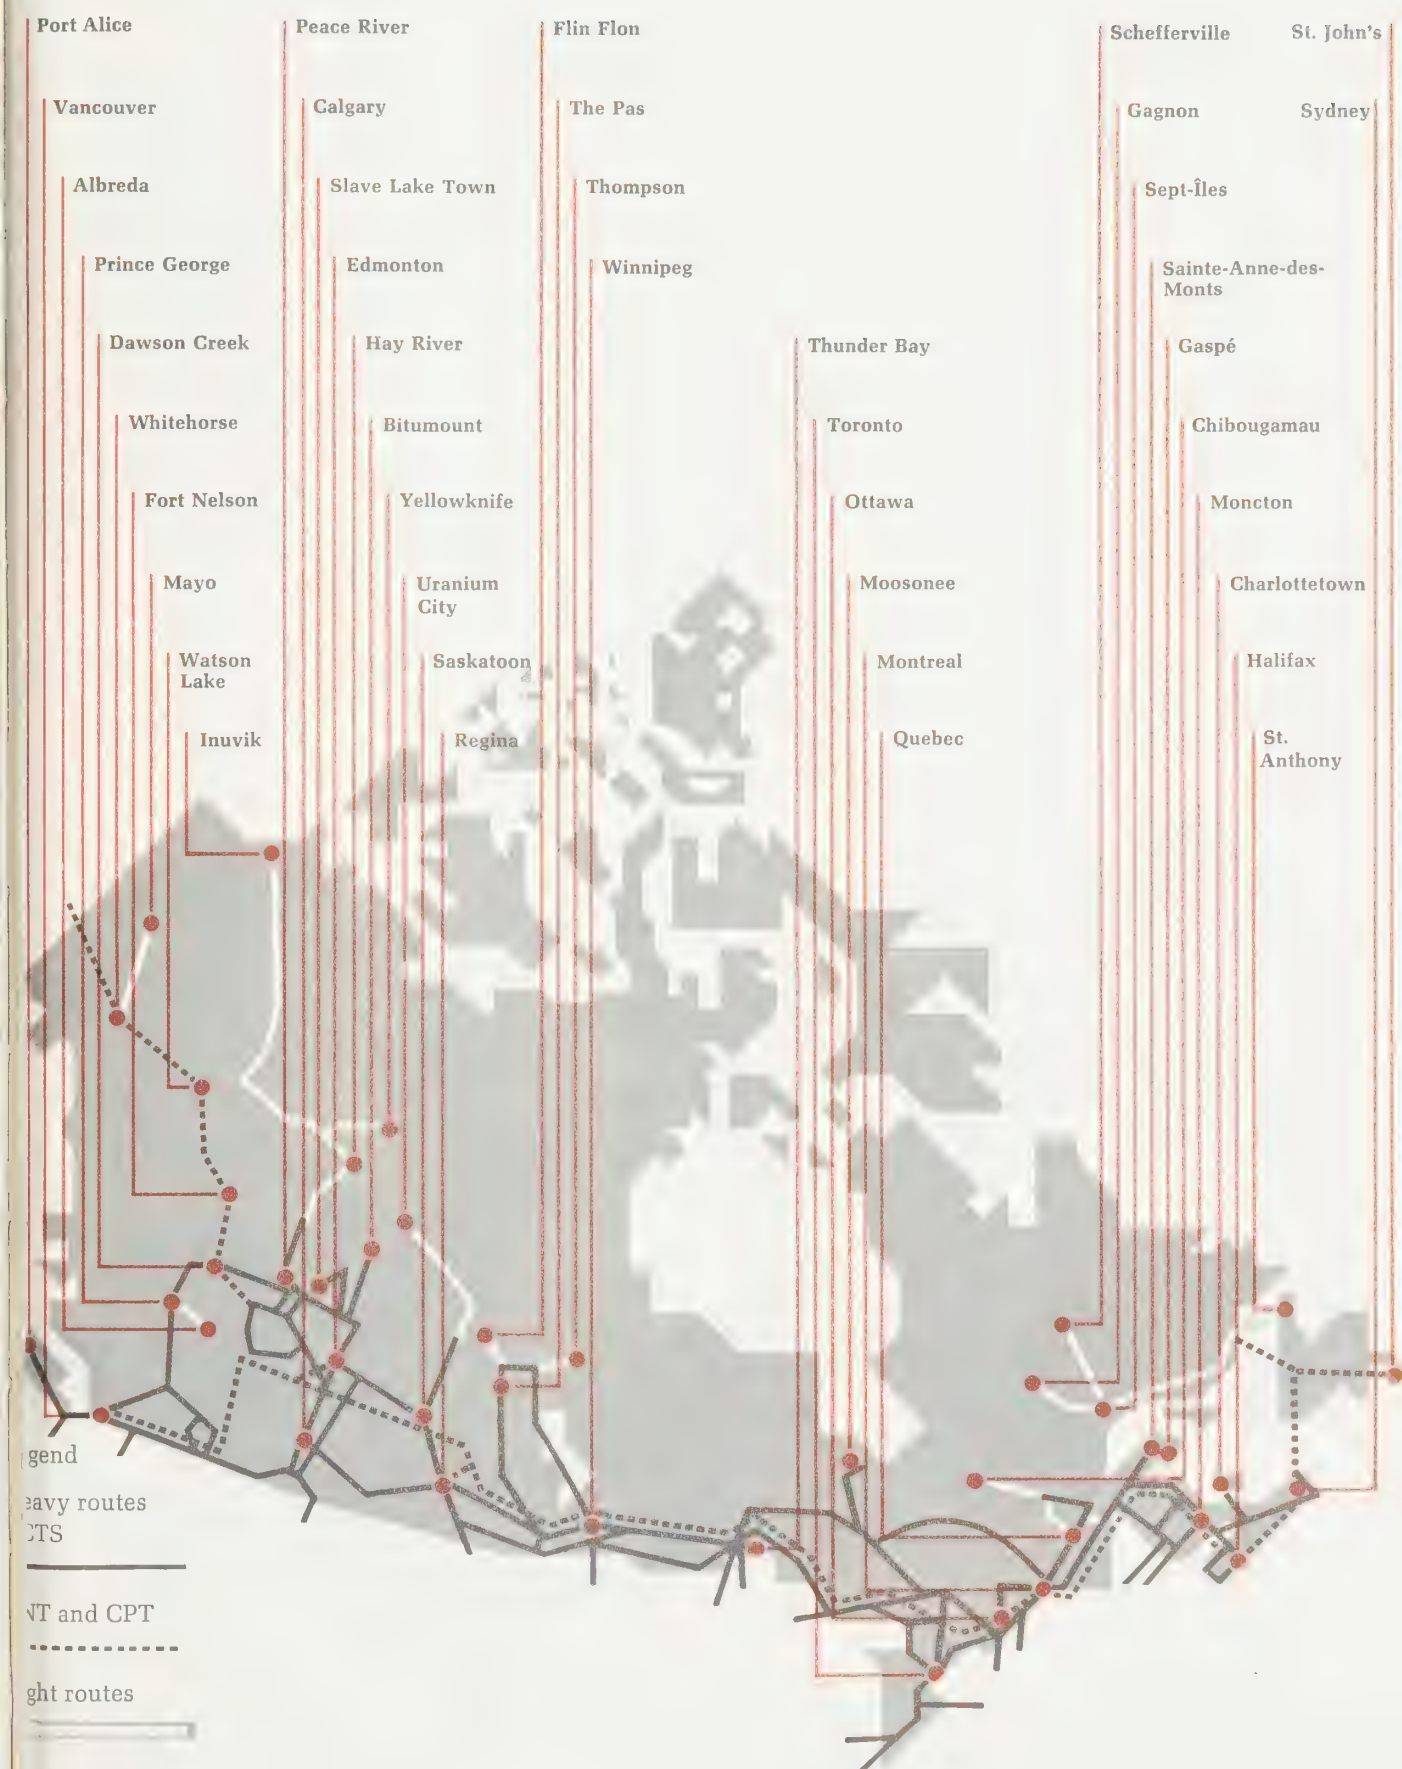 Port Alice
Vancouver
Albreda
Prince George
Dawson Creek
Whitehorse
Fort Nelson
Mayo
Watson
Lake
Inuvik
Peace River
Calgary
Slave Lake Town
Edmonton
Hay River
Bitumount
Yellowknife
Uranium
City
Saskatoon
Regina
Flin Flon
The Pas
Thompson
Winnipeg
Thunder Bay
Toronto
Ottawa
Moosonee
Montreal
Quebec
Schefferville
Gagnon
Sept-Îles
Sainte-Anne-des-
Monts
Gaspé
Chibougamau
Moncton
Charlottetown
Halifax
St.
Anthony
St. John's
Sydney
gend
eavy routes
CTS
NT and CPT
ght routes